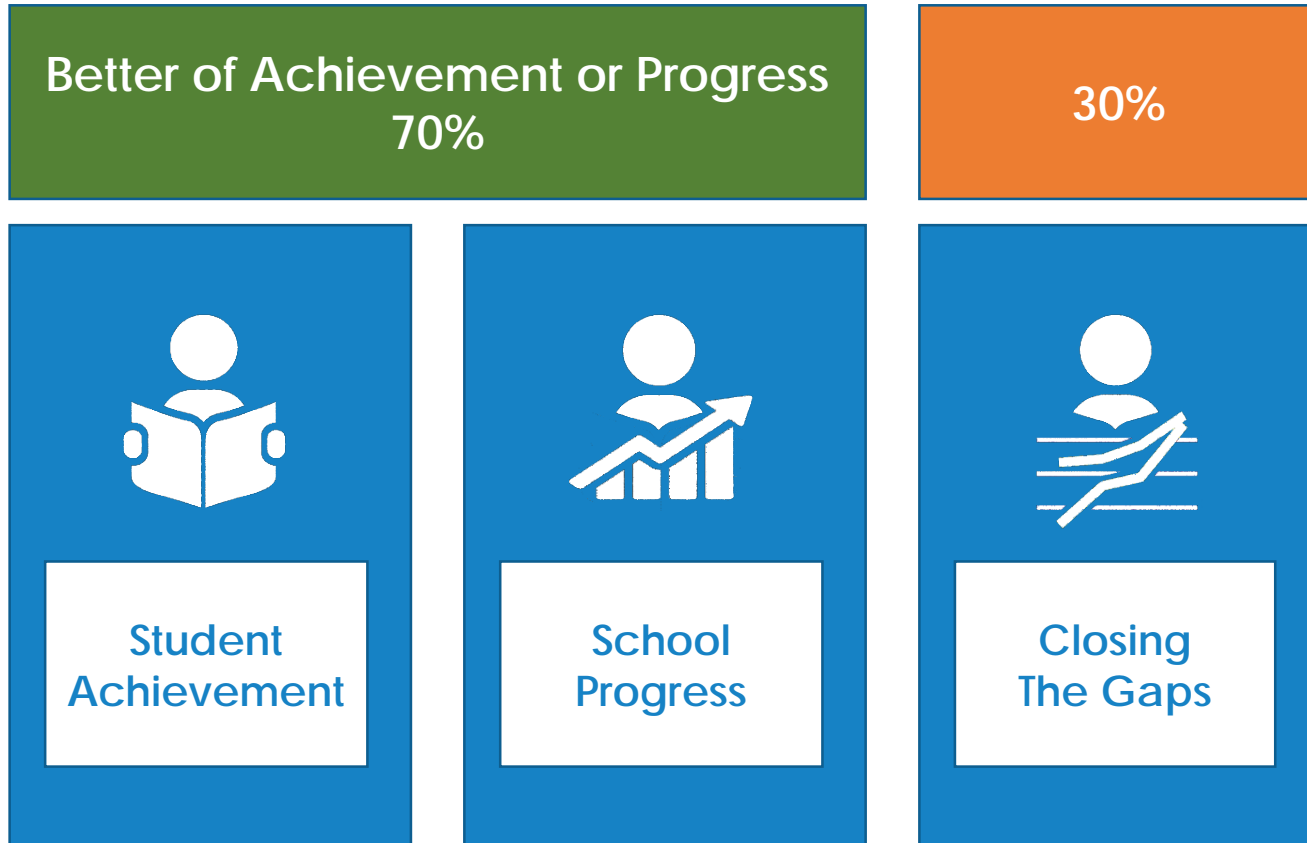 Better of Achievement or Progress
70%
30%
Student
Achievement
School
Progress
Closing
The Gaps